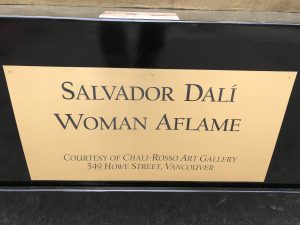 SALVADOR DALÍ
WOMAN AFLAME
COURTESY OF CHALI-ROSSO ART GALLERY
549 HOWE STREET, VANCOUVER